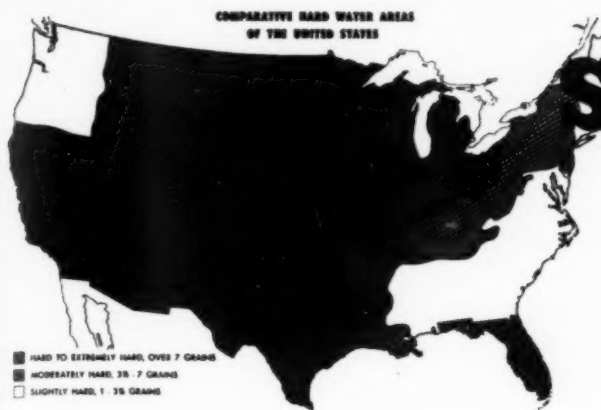 COMPARATIVE HARD WATER AREAS
OF THE UNITED STATES
S
HARD TO EXTREMELY HARD, OVER 7 GRAINS
MODERATELY HARD, 3½ - 7 GRAINS
SLIGHTLY HARD, 1 - 3½ GRAINS